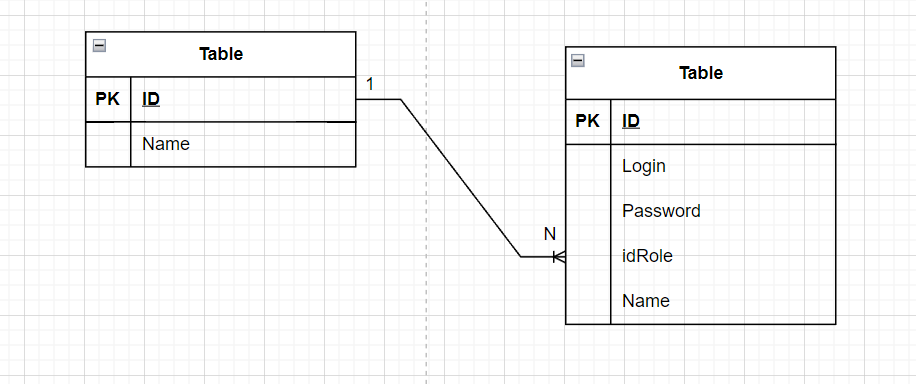 Table
PK ID
Name
1
N
Table
PK ID
Login
Password
idRole
Name